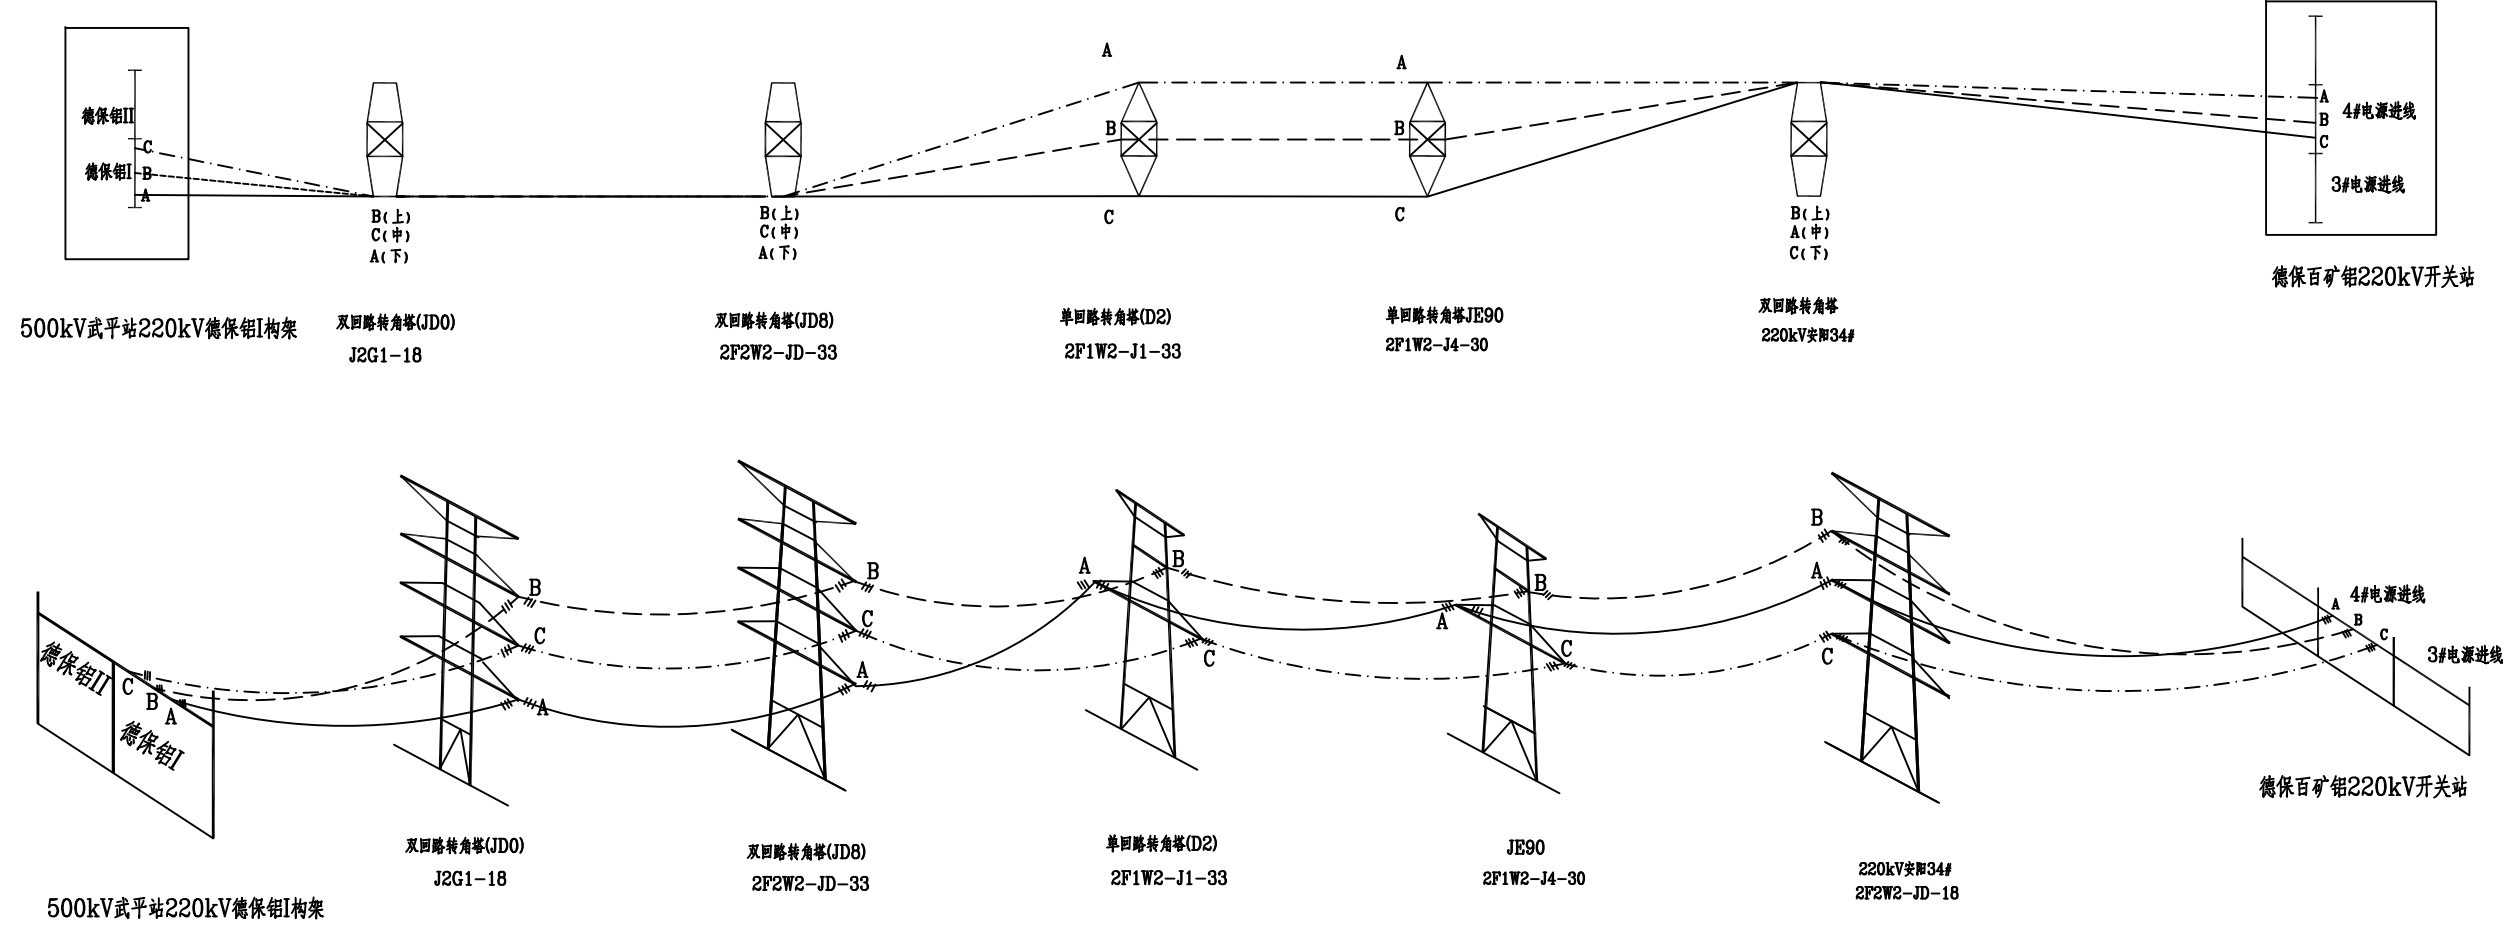 德保铝II
C
德保铝I
B
A
B(上)
C(中)
A(下)
B(上)
C(中)
A(下)
A
B
C
A
B
C
B(上)
A(中)
C(下)
A
B
C
4#电源进线
3#电源进线
500kV武平站220kV德保铝I构架
双回路转角塔(JD0)
J2G1-18
双回路转角塔(JD8)
2F2W2-JD-33
单回路转角塔(D2)
2F1W2-J1-33
单回路转角塔JE90
2F1W2-J4-30
双回路转角塔
220kV安阳34#
德保百矿铝220kV开关站
德保铝II
德保铝I
C
B
A
B
C
A
B
C
A
A
B
C
A
B
C
B
A
C
A
B
C
4#电源进线
3#电源进线
500kV武平站220kV德保铝I构架
双回路转角塔(JD0)
J2G1-18
双回路转角塔(JD8)
2F2W2-JD-33
单回路转角塔(D2)
2F1W2-J1-33
JE90
2F1W2-J4-30
220kV安阳34#
2F2W2-JD-18
德保百矿铝220kV开关站